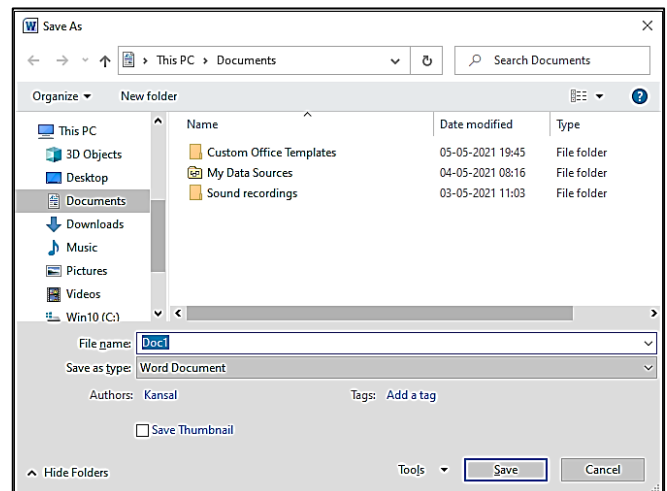 W Save As
This PC > Documents
Search Documents
Organize New folder
Name Date modified Type
This PC
3D Objects
Desktop
Documents
Downloads
Music
Pictures
Videos
Win10 (C:)
Custom Office Templates 05-05-2021 19:45 File folder
My Data Sources 04-05-2021 08:16 File folder
Sound recordings 03-05-2021 11:03 File folder
File name: Doc1
Save as type: Word Document
Authors: Kansal Tags: Add a tag
Save Thumbnail
Hide Folders Tools Save Cancel